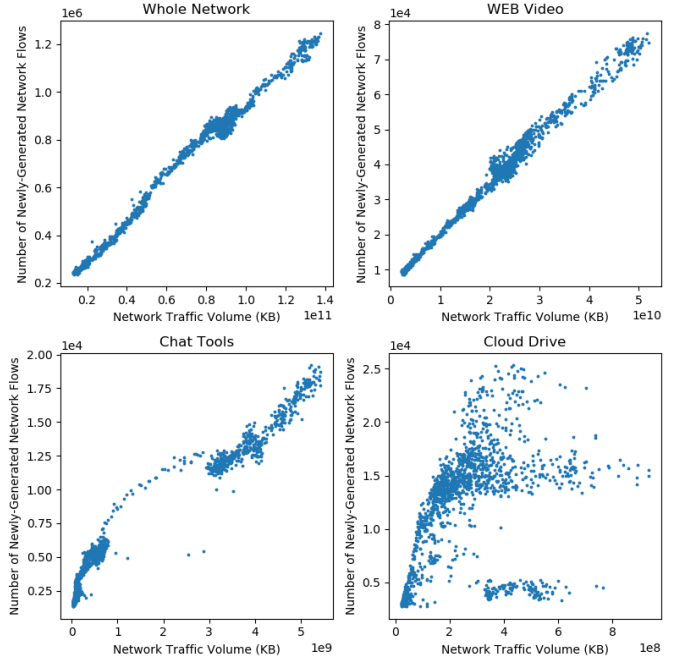 Whole Network
1e6
Number of Newly-Generated Network Flows
1.2
1.0
0.8
0.6
0.4
0.2
0.2 0.4 0.6 0.8 1.0 1.2 1.4
1e11
Network Traffic Volume (KB)
WEB Video
1e4
Number of Newly-Generated Network Flows
8
7
6
5
4
3
2
1
0 1 2 3 4 5
1e10
Network Traffic Volume (KB)
Chat Tools
1e4
Number of Newly-Generated Network Flows
2.00
1.75
1.50
1.25
1.00
0.75
0.50
0.25
0 1 2 3 4 5
1e9
Network Traffic Volume (KB)
Cloud Drive
1e4
Number of Newly-Generated Network Flows
2.5
2.0
1.5
1.0
0.5
0 2 4 6 8
1e8
Network Traffic Volume (KB)